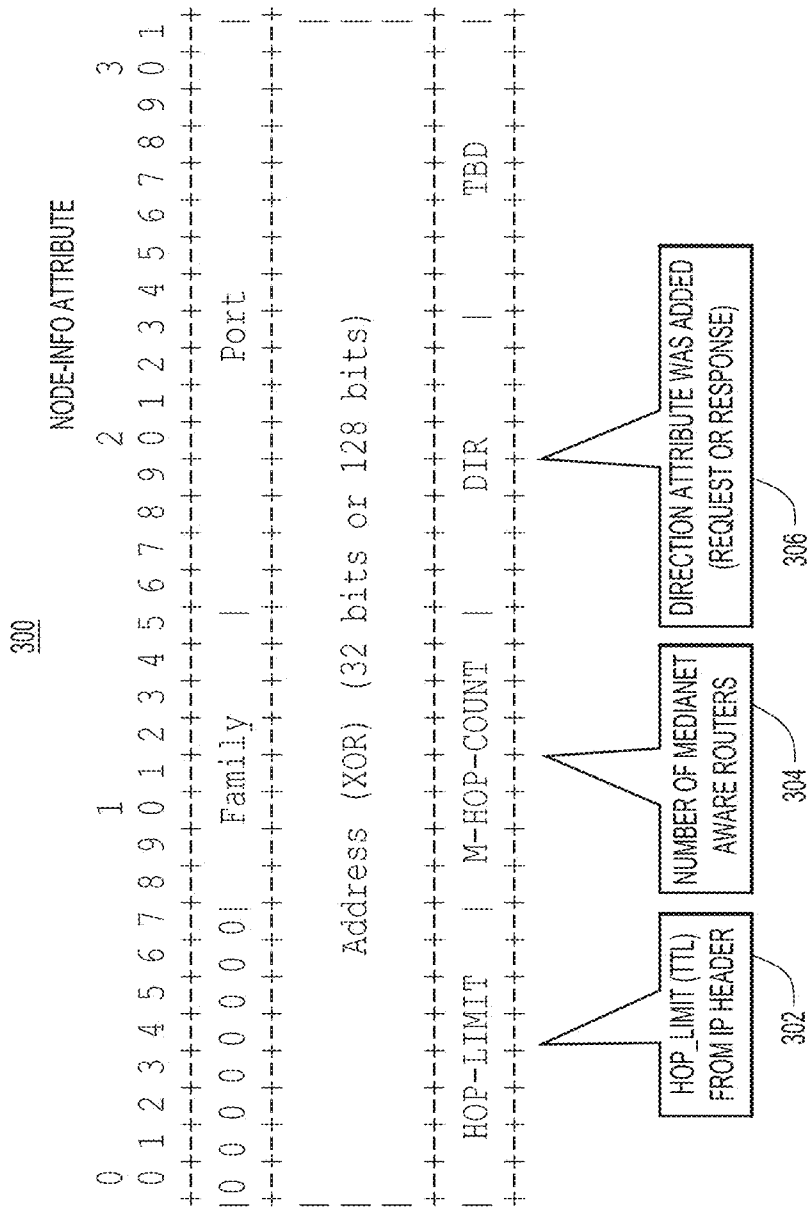 300
NODE-INFO ATTRIBUTE
0 1 2 3
0 1 2 3 4 5 6 7 8 9 0 1 2 3 4 5 6 7 8 9 0 1 2 3 4 5 6 7 8 9 0 1
+-+-+-+-+-+-+-+-+-+-+-+-+-+-+-+-+-+-+-+-+-+-+-+-+-+-+-+-+-+-+-+-+
|0 0 0 0 0 0 0 0| Family | Port |
+-+-+-+-+-+-+-+-+-+-+-+-+-+-+-+-+-+-+-+-+-+-+-+-+-+-+-+-+-+-+-+-+
| |
| Address (XOR) (32 bits or 128 bits) |
| |
+-+-+-+-+-+-+-+-+-+-+-+-+-+-+-+-+-+-+-+-+-+-+-+-+-+-+-+-+-+-+-+-+
| HOP-LIMIT | M-HOP-COUNT | DIR | TBD |
+-+-+-+-+-+-+-+-+-+-+-+-+-+-+-+-+-+-+-+-+-+-+-+-+-+-+-+-+-+-+-+-+
HOP_LIMIT (TTL)
FROM IP HEADER
302
NUMBER OF MEDIANET
AWARE ROUTERS
304
DIRECTION ATTRIBUTE WAS ADDED
(REQUEST OR RESPONSE)
306